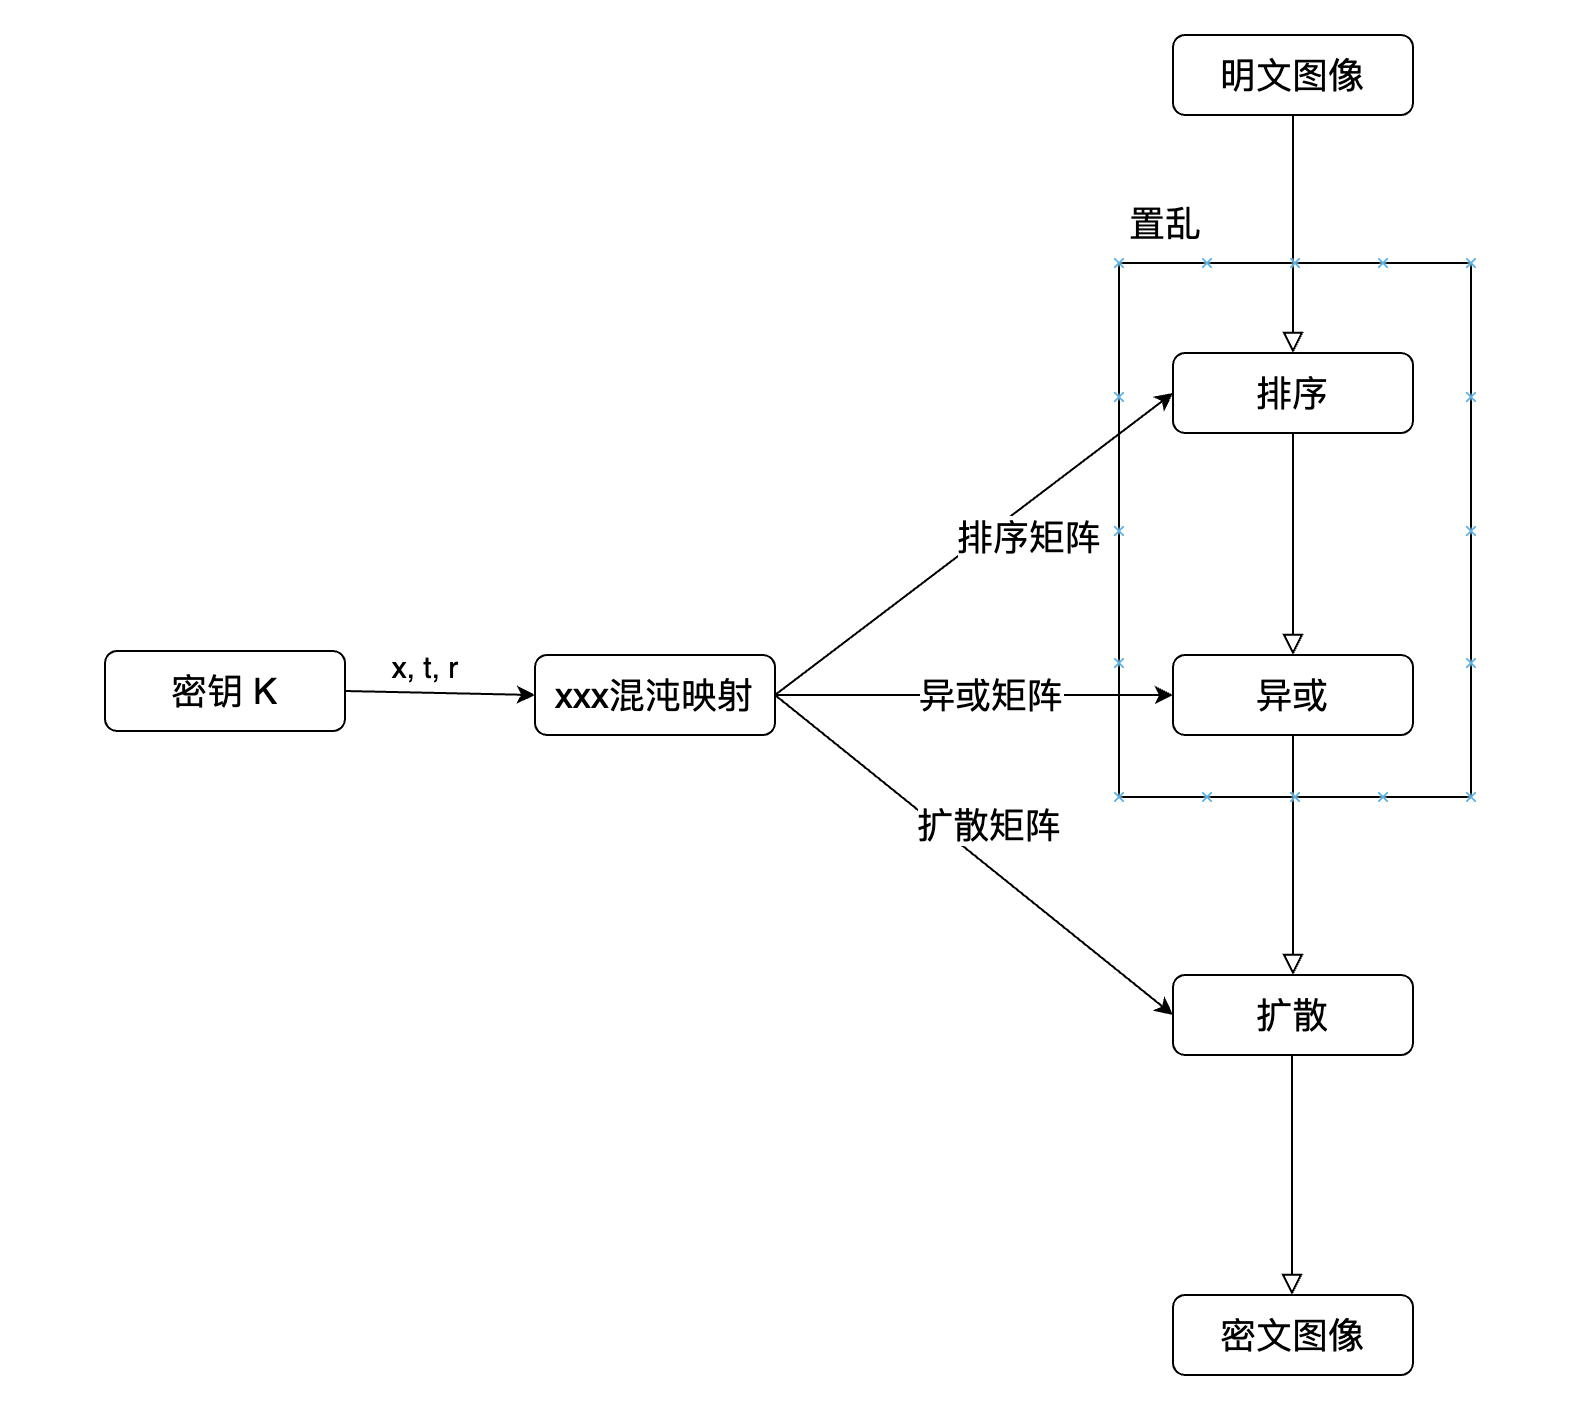 明文图像
置乱
排序
排序矩阵
密钥 K
x, t, r
xxx混沌映射
异或矩阵
异或
扩散矩阵
扩散
密文图像